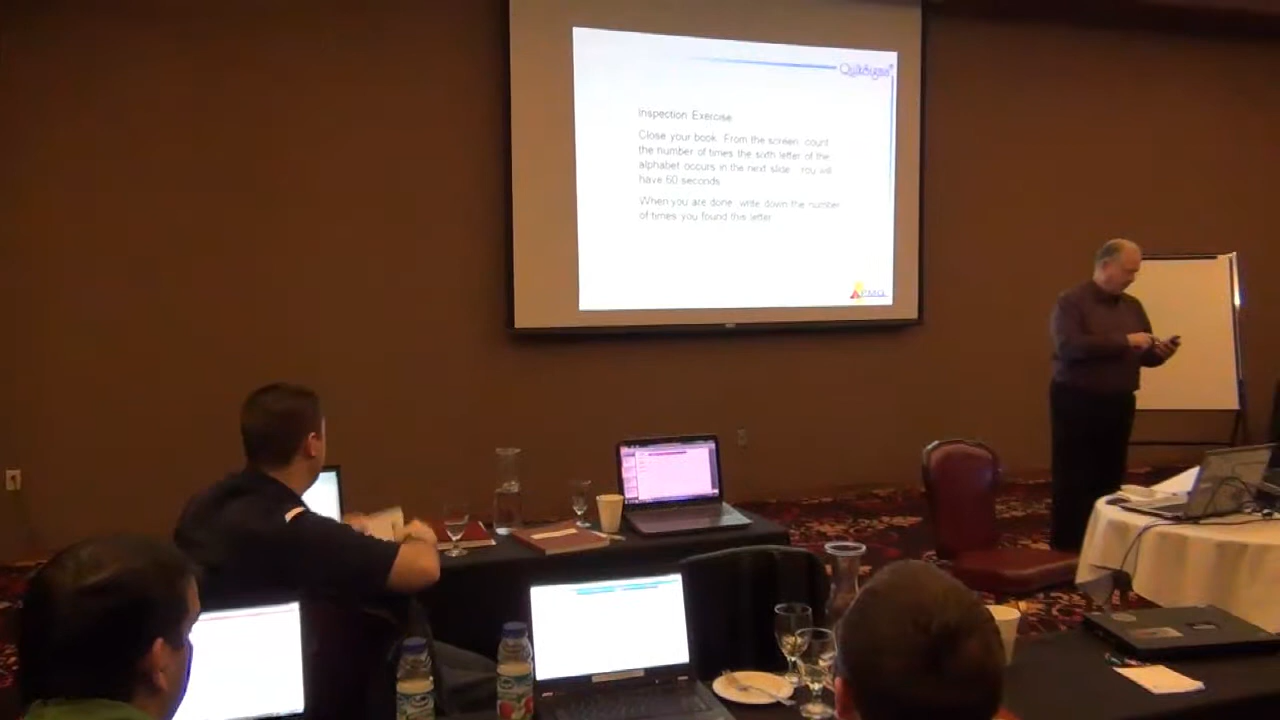 Inspection Exercise
Close your book. From the screen, count
the number of times the sixth letter of the
alphabet occurs in the next slide. You will
have 60 seconds.
When you are done, write down the number
of times you found this letter.